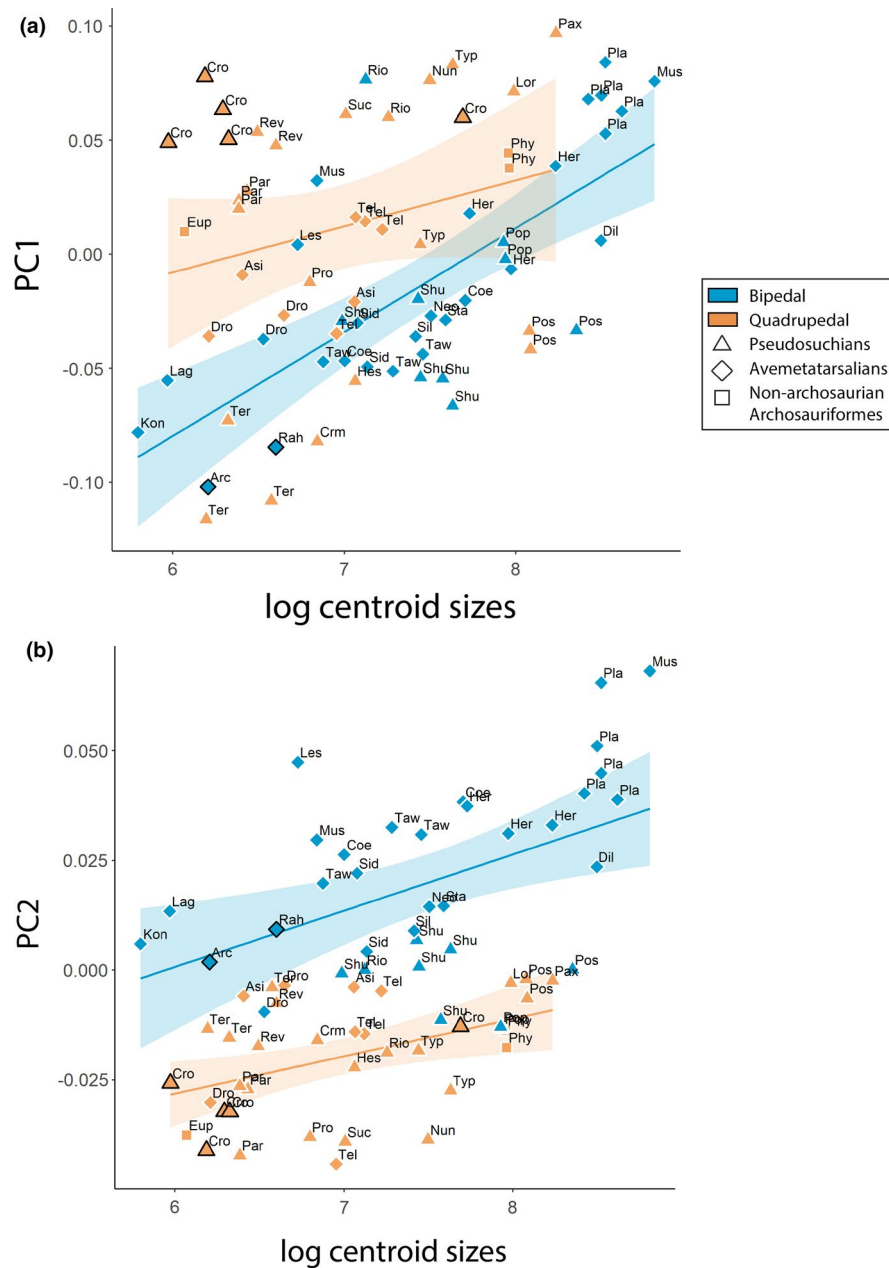 (a)
PC1
0.10
0.05
0.00
-0.05
-0.10
Pax
Typ
Pla
Cro
Rio
Nun
Mus
Lor
Pla
Pla
Cro
Suc
Rio
Cro
Pla
Cro
Cro
Rev
Rev
Pla
Phy
Phy
Her
Mus
Par
Par
Par
Eup
Tel
Tel
Tel
Her
Les
Typ
Pop
Pop
Dil
Asi
Pro
Her
Asi
Shu
Coe
Dro
Shu
Sid
Neo
Sta
Dro
Dro
Tel
Sil
Pos
Pos
Pos
Taw
Coe
Sid
Taw
Taw
Lag
Hes
Shu
Shu
Shu
Kon
Ter
Crm
Rah
Arc
Ter
Ter
6
7
8
log centroid sizes
Bipedal
Quadrupedal
Pseudosuchians
Avemetatarsalians
Non-archosaurian
Archosauriformes
(b)
PC2
0.050
0.025
0.000
-0.025
Mus
Pla
Pla
Les
Pla
Pla
Pla
Coe
Her
Taw
Taw
Her
Her
Mus
Coe
Sid
Taw
Dil
Lag
Neo
Sta
Kon
Rah
Sil
Shu
Arc
Sid
Shu
Shu
Rio
Shu
Pos
Asi
Ter
Dro
Rev
Asi
Tel
Lor
Pos
Pax
Pos
Dro
Shu
Cro
Pop
Phy
Phy
Ter
Ter
Rev
Crm
Tel
Tel
Rio
Typ
Hes
Cro
Par
Par
Typ
Dro
Cro
Cro
Eup
Cro
Par
Pro
Suc
Nun
Tel
6
7
8
log centroid sizes